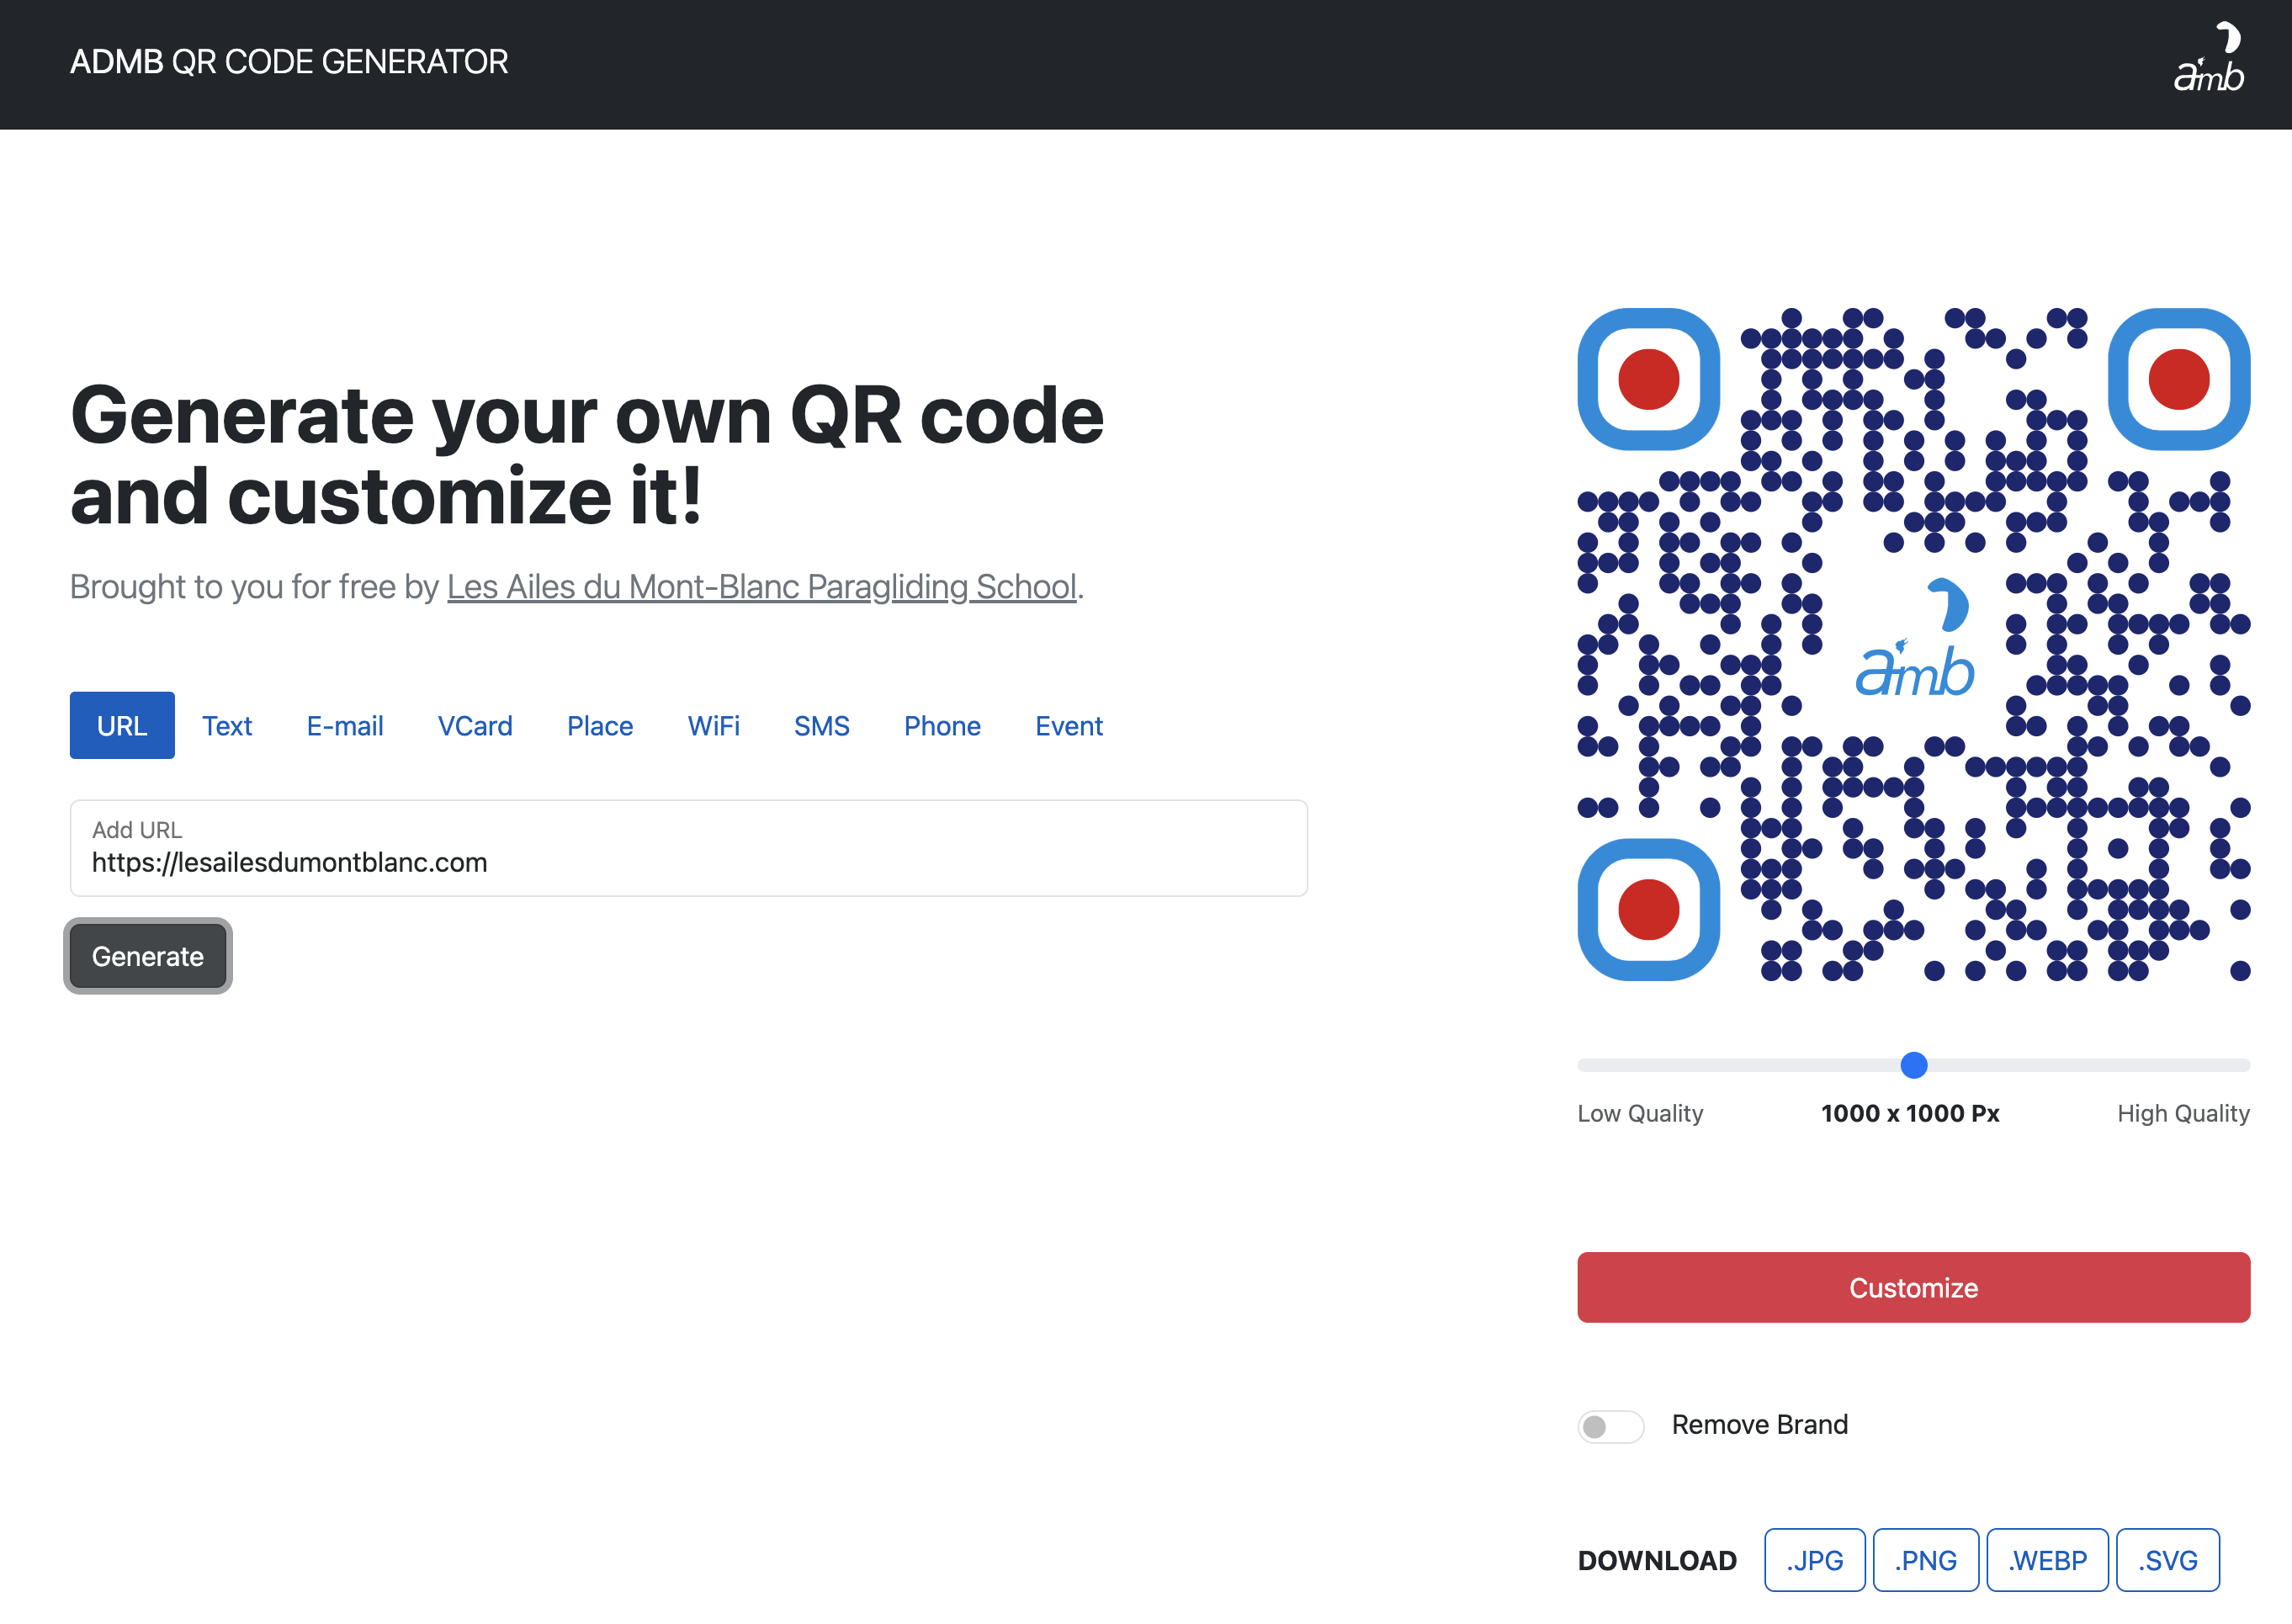 ADMB QR CODE GENERATOR
amb
Generate your own QR code
and customize it!
Brought to you for free by Les Ailes du Mont-Blanc Paragliding School.
URL Text E-mail VCard Place WiFi SMS Phone Event
Add URL
https://lesailesdumontblanc.com
Generate
amb
Low Quality 1000 x 1000 Px High Quality
Customize
Remove Brand
DOWNLOAD .JPG .PNG .WEBP .SVG